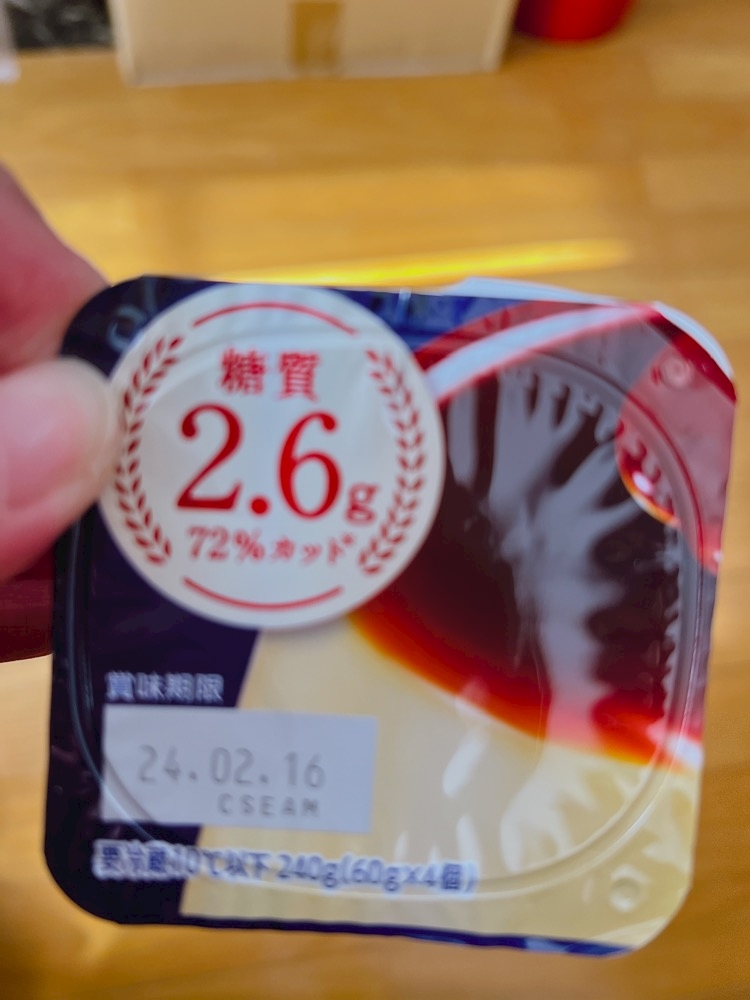 糖質
2.6g
72%カット*
賞味期限
24.02.16
CSEAM
要冷蔵10℃以下 240g(60g×4個)